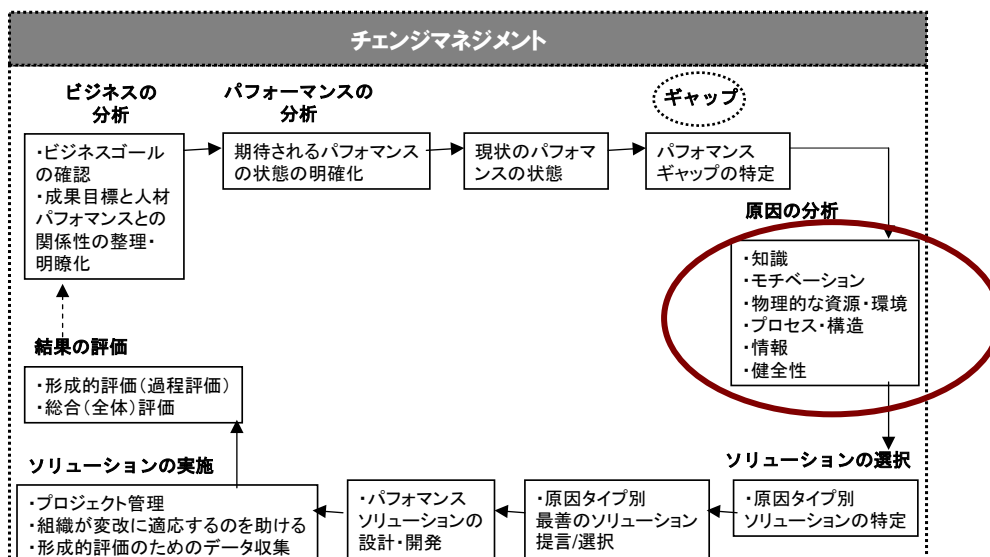 チェンジマネジメント
ビジネスの
分析
・ビジネスゴール
の確認
・成果目標と人材
パフォマンスとの
関係性の整理・
明瞭化
パフォーマンスの
分析
期待されるパフォマンス
の状態の明確化
現状のパフォマ
ンスの状態
ギャップ
パフォマンス
ギャップの特定
原因の分析
・知識
・モチベーション
・物理的な資源・環境
・プロセス・構造
・情報
・健全性
ソリューションの選択
・原因タイプ別
ソリューションの特定
・原因タイプ別
最善のソリューション
提言/選択
・パフォマンス
ソリューションの
設計・開発
ソリューションの実施
・プロジェクト管理
・組織が変改に適応するのを助ける
・形成的評価のためのデータ収集
結果の評価
・形成的評価(過程評価)
・総合(全体)評価